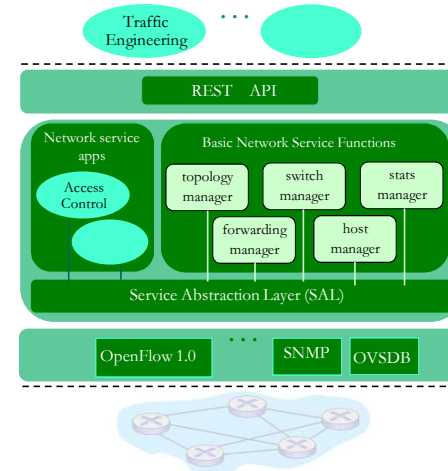 Traffic
Engineering
...
REST API
Network service
apps
Basic Network Service Functions
Access
Control
topology
manager
switch
manager
stats
manager
forwarding
manager
host
manager
Service Abstraction Layer (SAL)
...
OpenFlow 1.0
SNMP
OVSDB